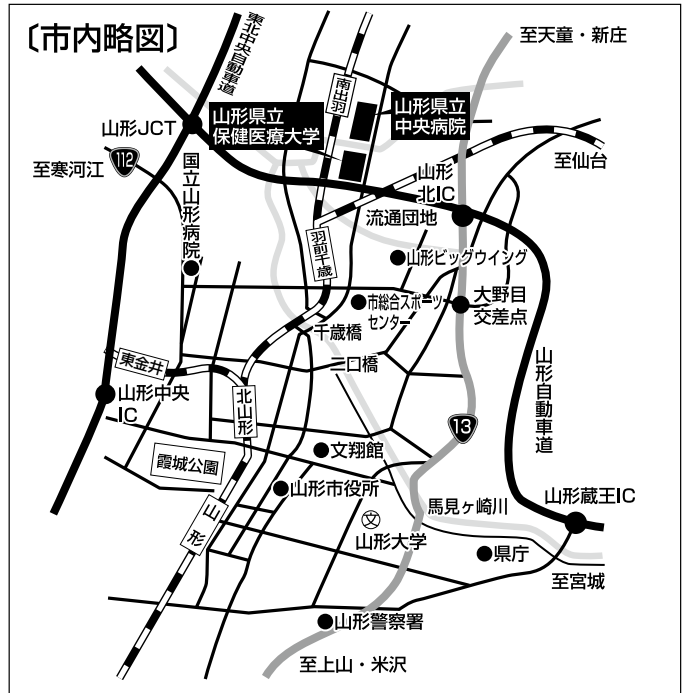 〔市内略図〕
東北中央自動車道
至天童・新庄
南出羽
山形県立
保健医療大学
山形県立
中央病院
山形JCT
至寒河江
112
国立山形病院
至仙台
山形
北IC
流通団地
羽前千歳
山形ビッグウイング
市総合スポーツ
センター
大野目
交差点
千歳橋
一口橋
東金井
山形中央
IC
北山形
山形自動車道
13
文翔館
霞城公園
山形市役所
馬見ヶ崎川
山形蔵王IC
山形
文
山形大学
県庁
至宮城
山形警察署
至上山・米沢